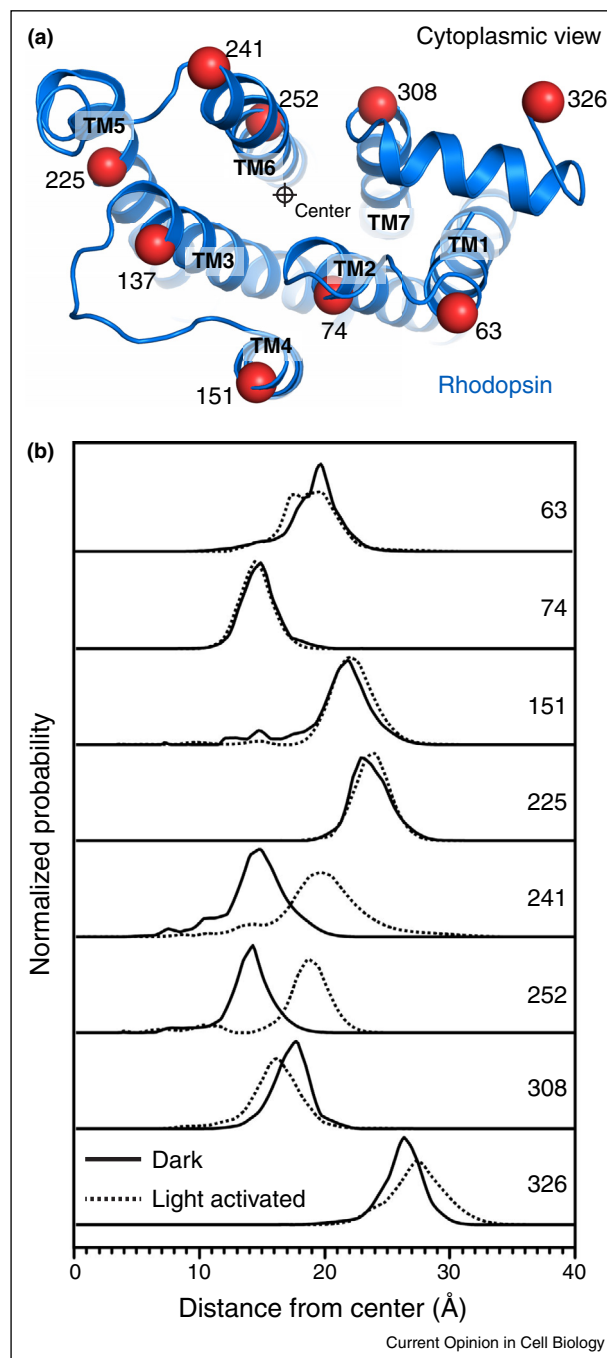 (a)
241
Cytoplasmic view
252
308
326
TM5
TM6
225
Center
TM7
TM1
TM3
TM2
137
74
63
TM4
151
Rhodopsin
(b)
63
74
151
225
241
252
308
326
Normalized probability
Dark
Light activated
0
10
20
30
40
Distance from center (Å)
Current Opinion in Cell Biology